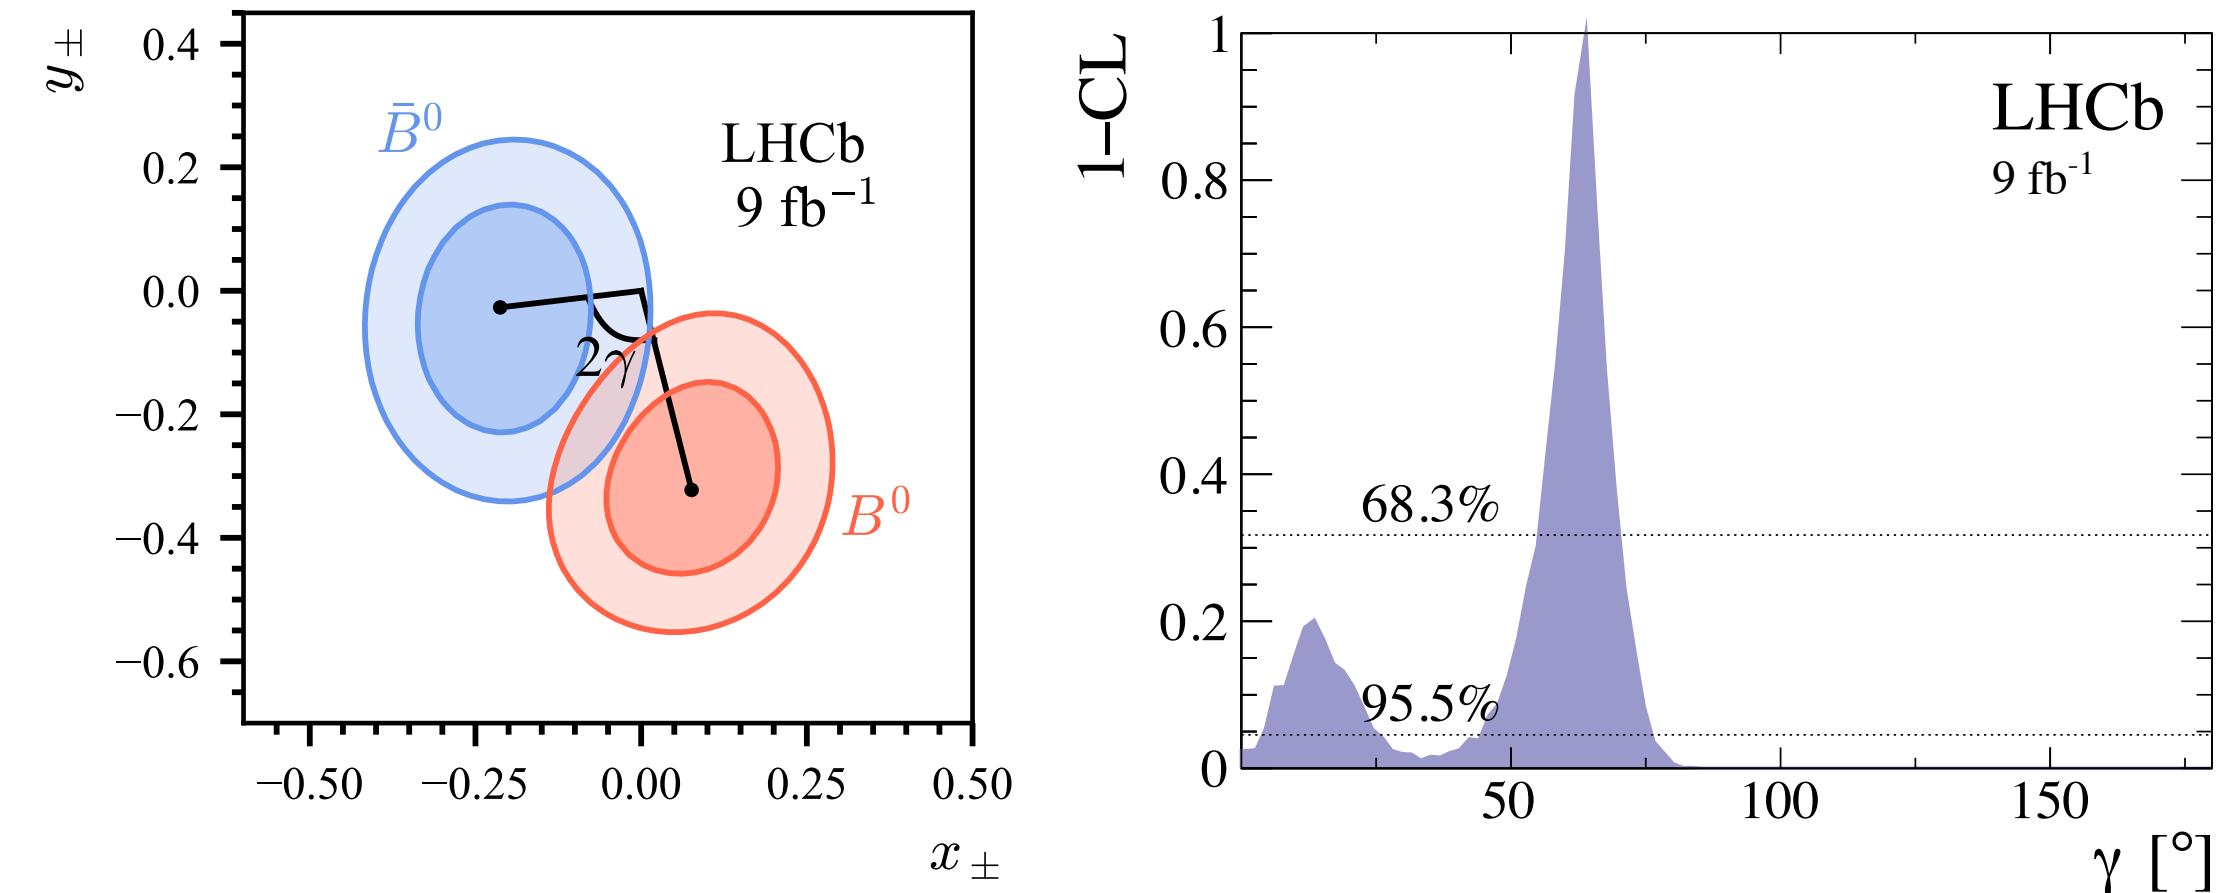 y±
0.4
0.2
0.0
−0.2
−0.4
−0.6
B̄⁰
LHCb
9 fb⁻¹
2γ
B⁰
−0.50 −0.25 0.00 0.25 0.50
x±
1–CL
1
0.8
0.6
0.4
0.2
0
LHCb
9 fb⁻¹
68.3%
95.5%
50 100 150
γ [°]